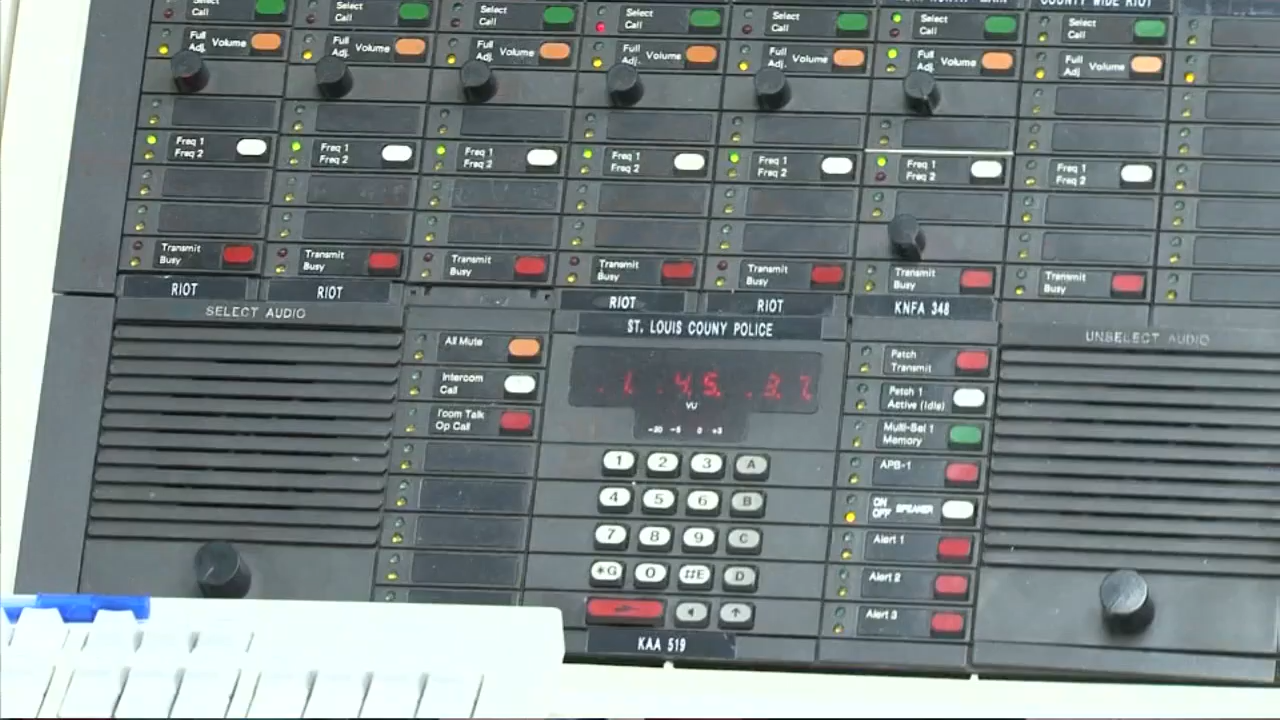 COUNTY WIDE RIOT
Select Call
Select Call
Select Call
Select Call
Select Call
Select Call
Select Call
Full Adj. Volume
Full Adj. Volume
Full Adj. Volume
Full Adj. Volume
Full Adj. Volume
Full Adj. Volume
Full Adj. Volume
Freq 1 Freq 2
Freq 1 Freq 2
Freq 1 Freq 2
Freq 1 Freq 2
Freq 1 Freq 2
Freq 1 Freq 2
Freq 1 Freq 2
Transmit Busy
Transmit Busy
Transmit Busy
Transmit Busy
Transmit Busy
Transmit Busy
Transmit Busy
RIOT
RIOT
RIOT
RIOT
KNFA 348
SELECT AUDIO
ST. LOUIS COUNY POLICE
UNSELECT AUDIO
All Mute
Intercom Call
Op Call
VU
-20 -5 0 +3
1 2 3 A
4 5 6 B
7 8 9 C
*G 0 #E D
KAA 519
Patch Transmit
Patch 1 Active (Idle)
Multi-Sel 1 Memory
APB-1
ON OFF SPEAKER
Alert 1
Alert 2
Alert 3